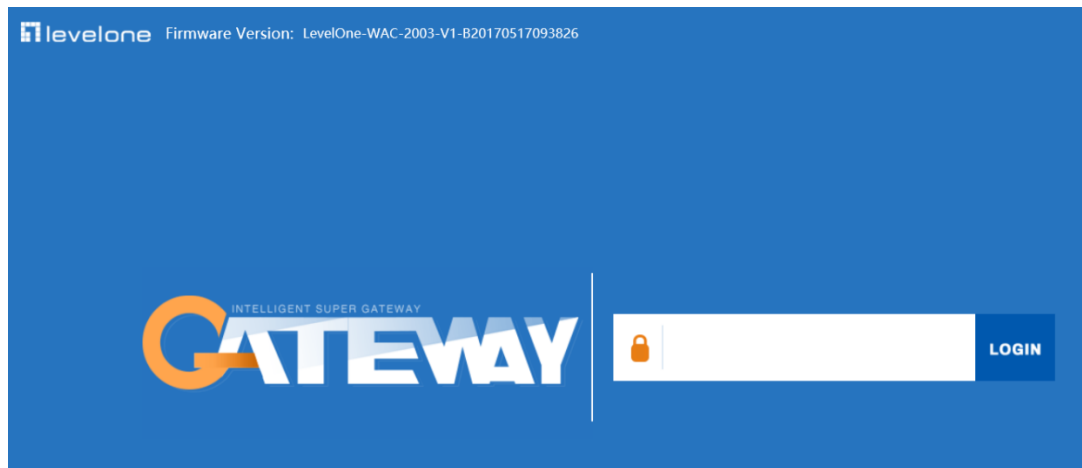 levelone Firmware Version: LevelOne-WAC-2003-V1-B20170517093826
INTELLIGENT SUPER GATEWAY
GATEWAY
LOGIN